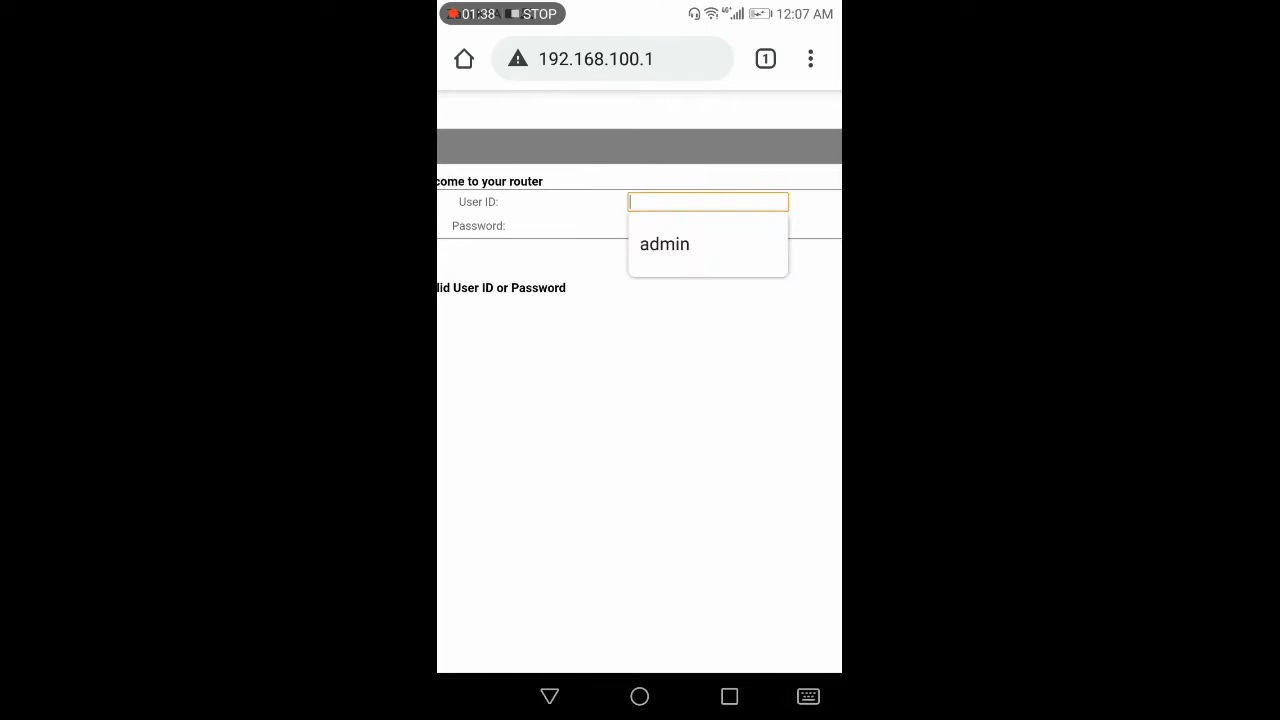 01:38 STOP 12:07 AM
192.168.100.1 1
come to your router
User ID:
Password:
admin
lid User ID or Password